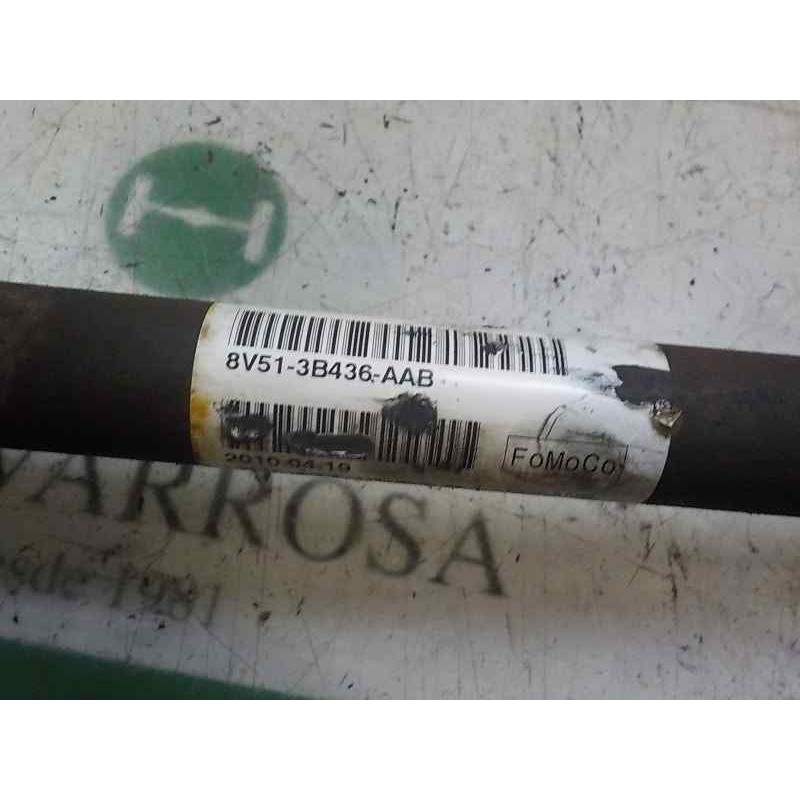 8V51-3B436-AAB
2010-04-19
FoMoCo
VARROSA
desde 1981